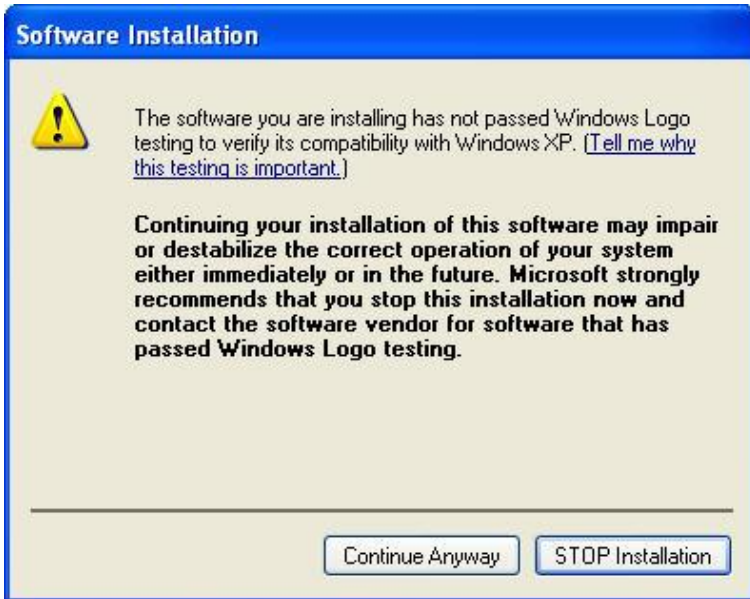 Software Installation
The software you are installing has not passed Windows Logo
testing to verify its compatibility with Windows XP. (Tell me why
this testing is important.)
Continuing your installation of this software may impair
or destabilize the correct operation of your system
either immediately or in the future. Microsoft strongly
recommends that you stop this installation now and
contact the software vendor for software that has
passed Windows Logo testing.
Continue Anyway
STOP Installation